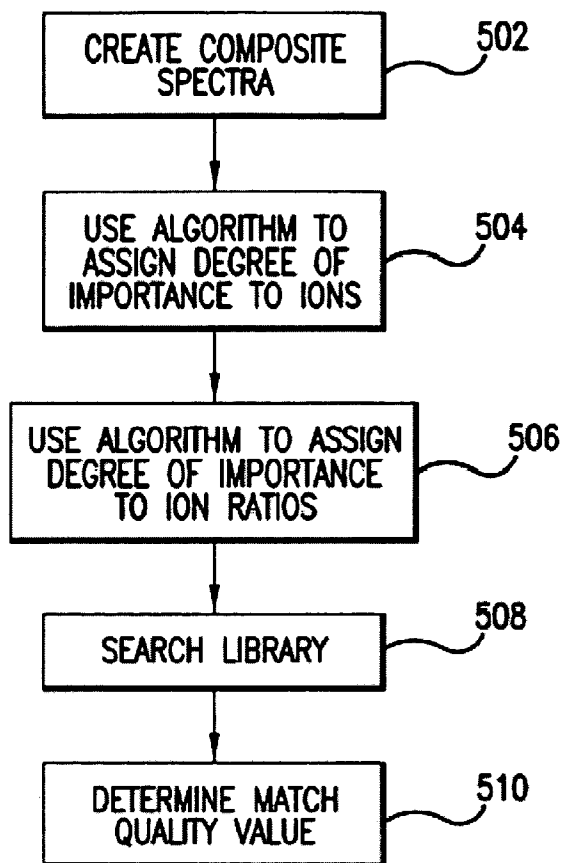 CREATE COMPOSITE
SPECTRA
502
USE ALGORITHM TO
ASSIGN DEGREE OF
IMPORTANCE TO IONS
504
USE ALGORITHM TO ASSIGN
DEGREE OF IMPORTANCE
TO ION RATIOS
506
SEARCH LIBRARY
508
DETERMINE MATCH
QUALITY VALUE
510